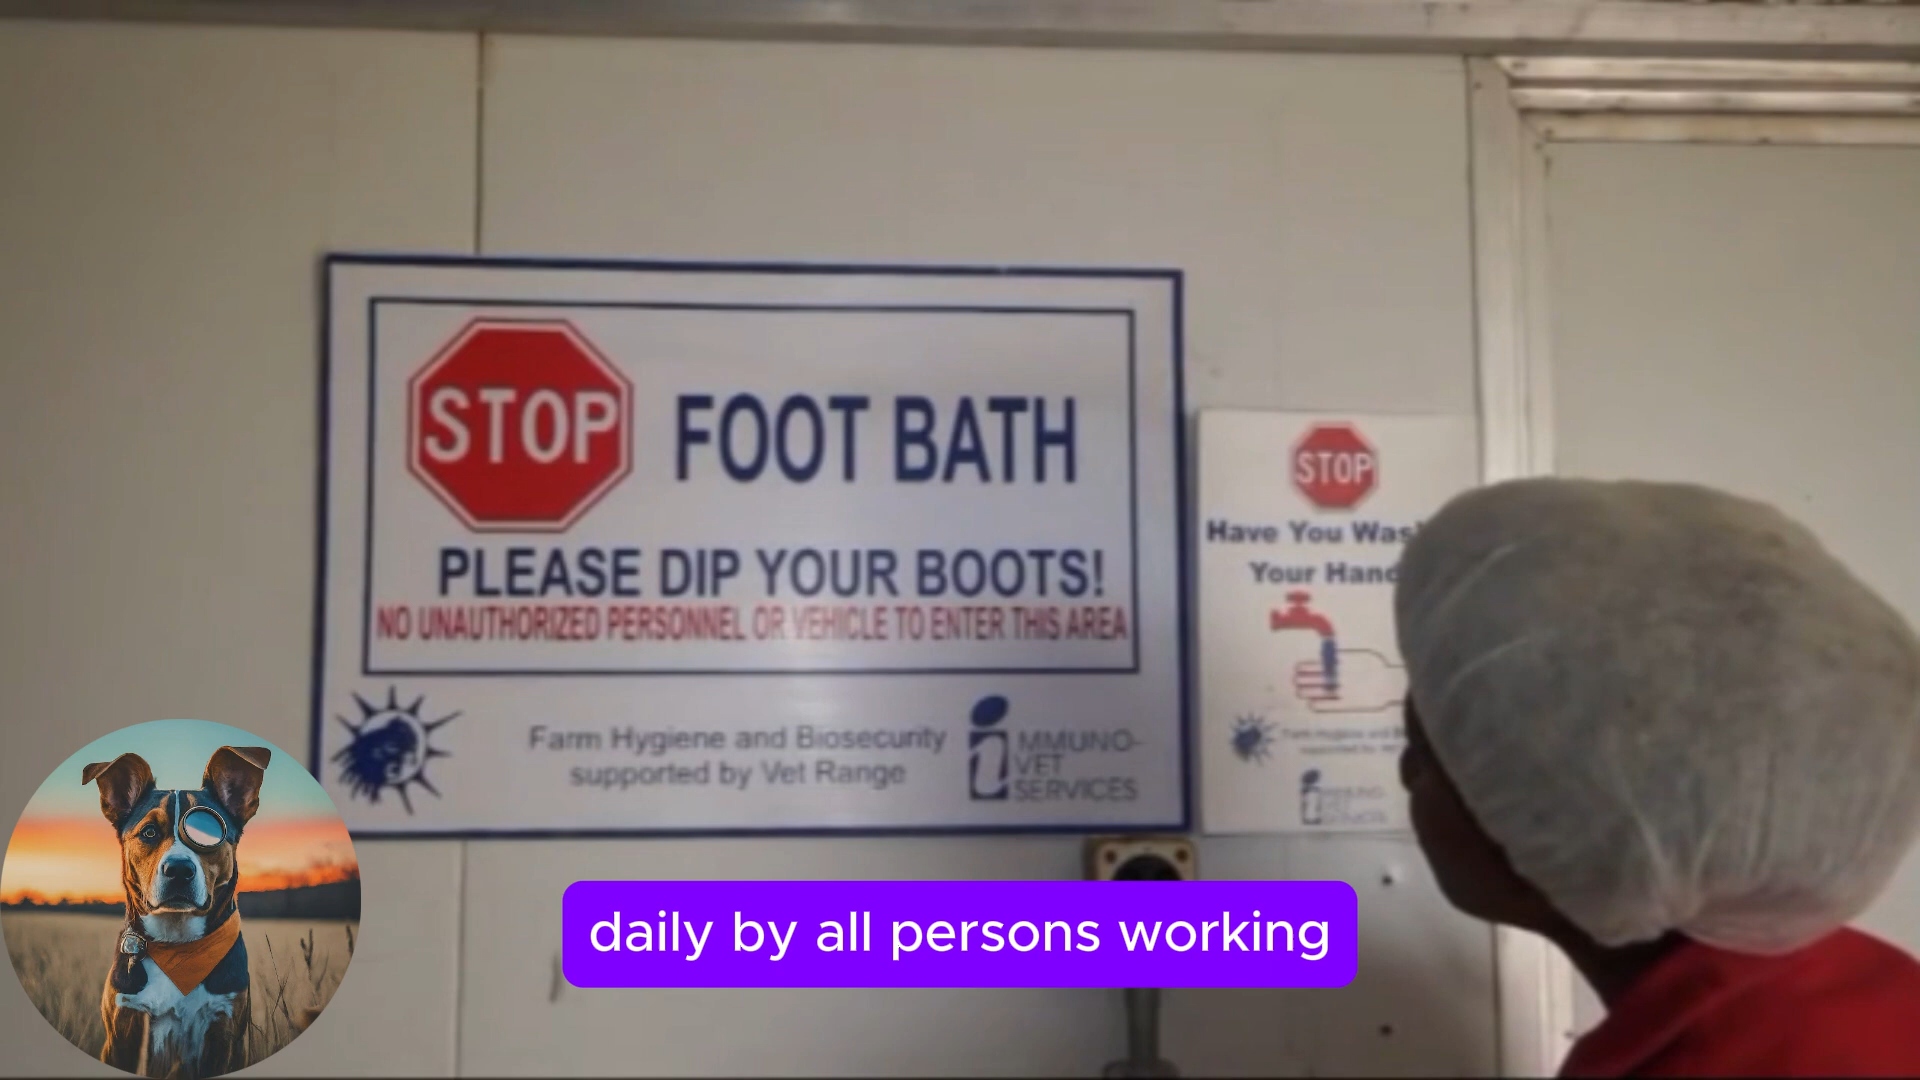 STOP
FOOT BATH
PLEASE DIP YOUR BOOTS!
NO UNAUTHORIZED PERSONNEL OR VEHICLE TO ENTER THIS AREA
Farm Hygiene and Biosecurity
supported by Vet Range
IMMUNO-
VET
SERVICES
STOP
Have You Was
Your Hand
daily by all persons working